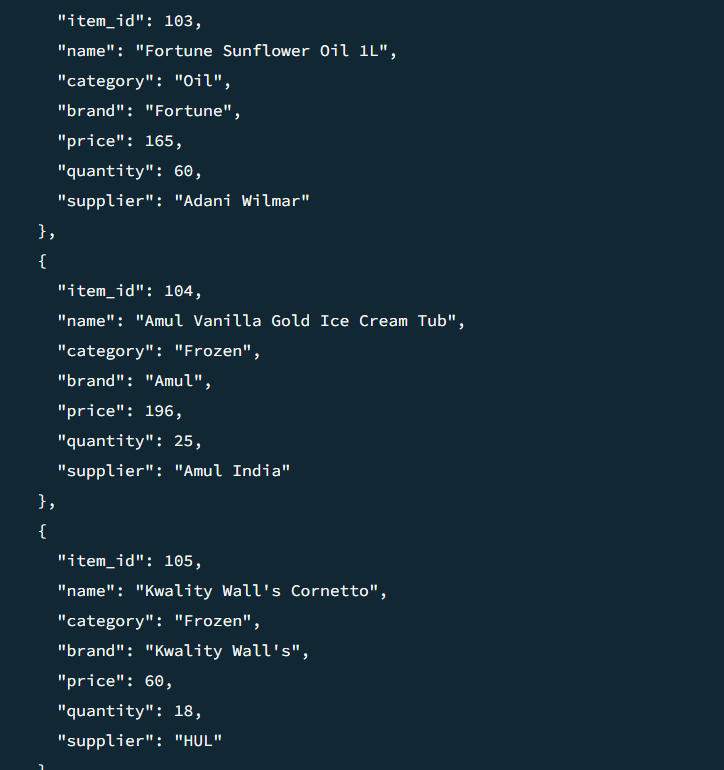 "item_id": 103,
"name": "Fortune Sunflower Oil 1L",
"category": "Oil",
"brand": "Fortune",
"price": 165,
"quantity": 60,
"supplier": "Adani Wilmar"
},
{
"item_id": 104,
"name": "Amul Vanilla Gold Ice Cream Tub",
"category": "Frozen",
"brand": "Amul",
"price": 196,
"quantity": 25,
"supplier": "Amul India"
},
{
"item_id": 105,
"name": "Kwality Wall's Cornetto",
"category": "Frozen",
"brand": "Kwality Wall's",
"price": 60,
"quantity": 18,
"supplier": "HUL"
}